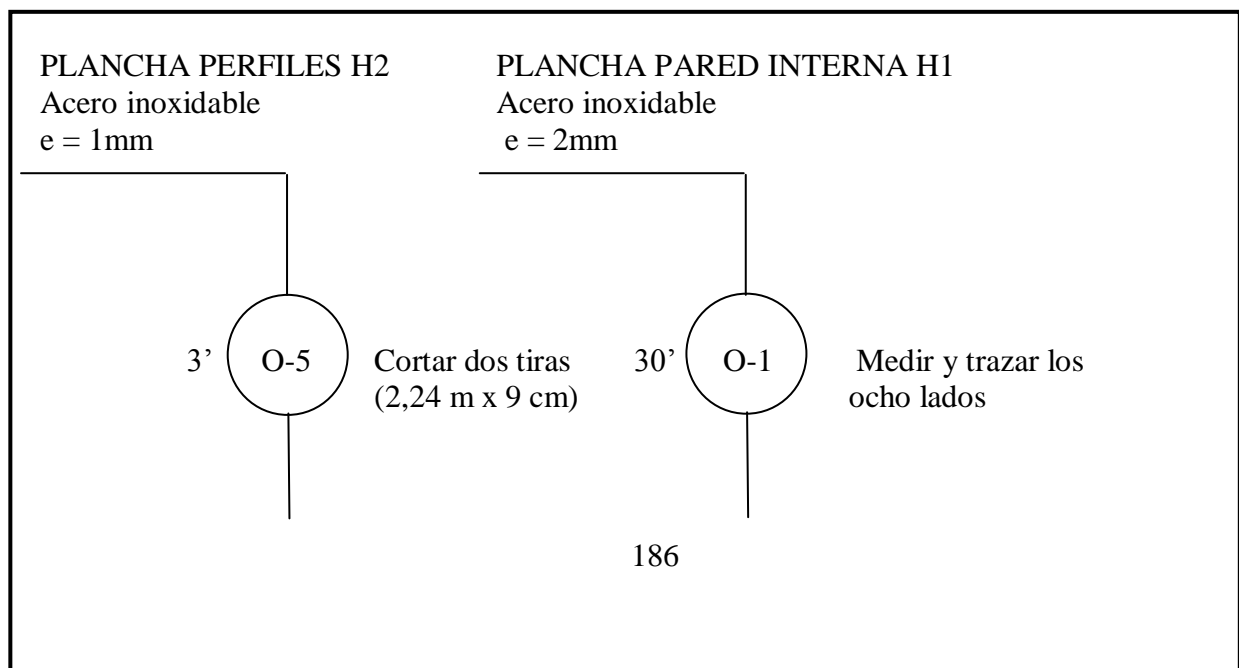 PLANCHA PERFILES H2
Acero inoxidable
e = 1mm
PLANCHA PARED INTERNA H1
Acero inoxidable
e = 2mm
3’
O-5
Cortar dos tiras
(2,24 m x 9 cm)
30’
O-1
Medir y trazar los
ocho lados
186